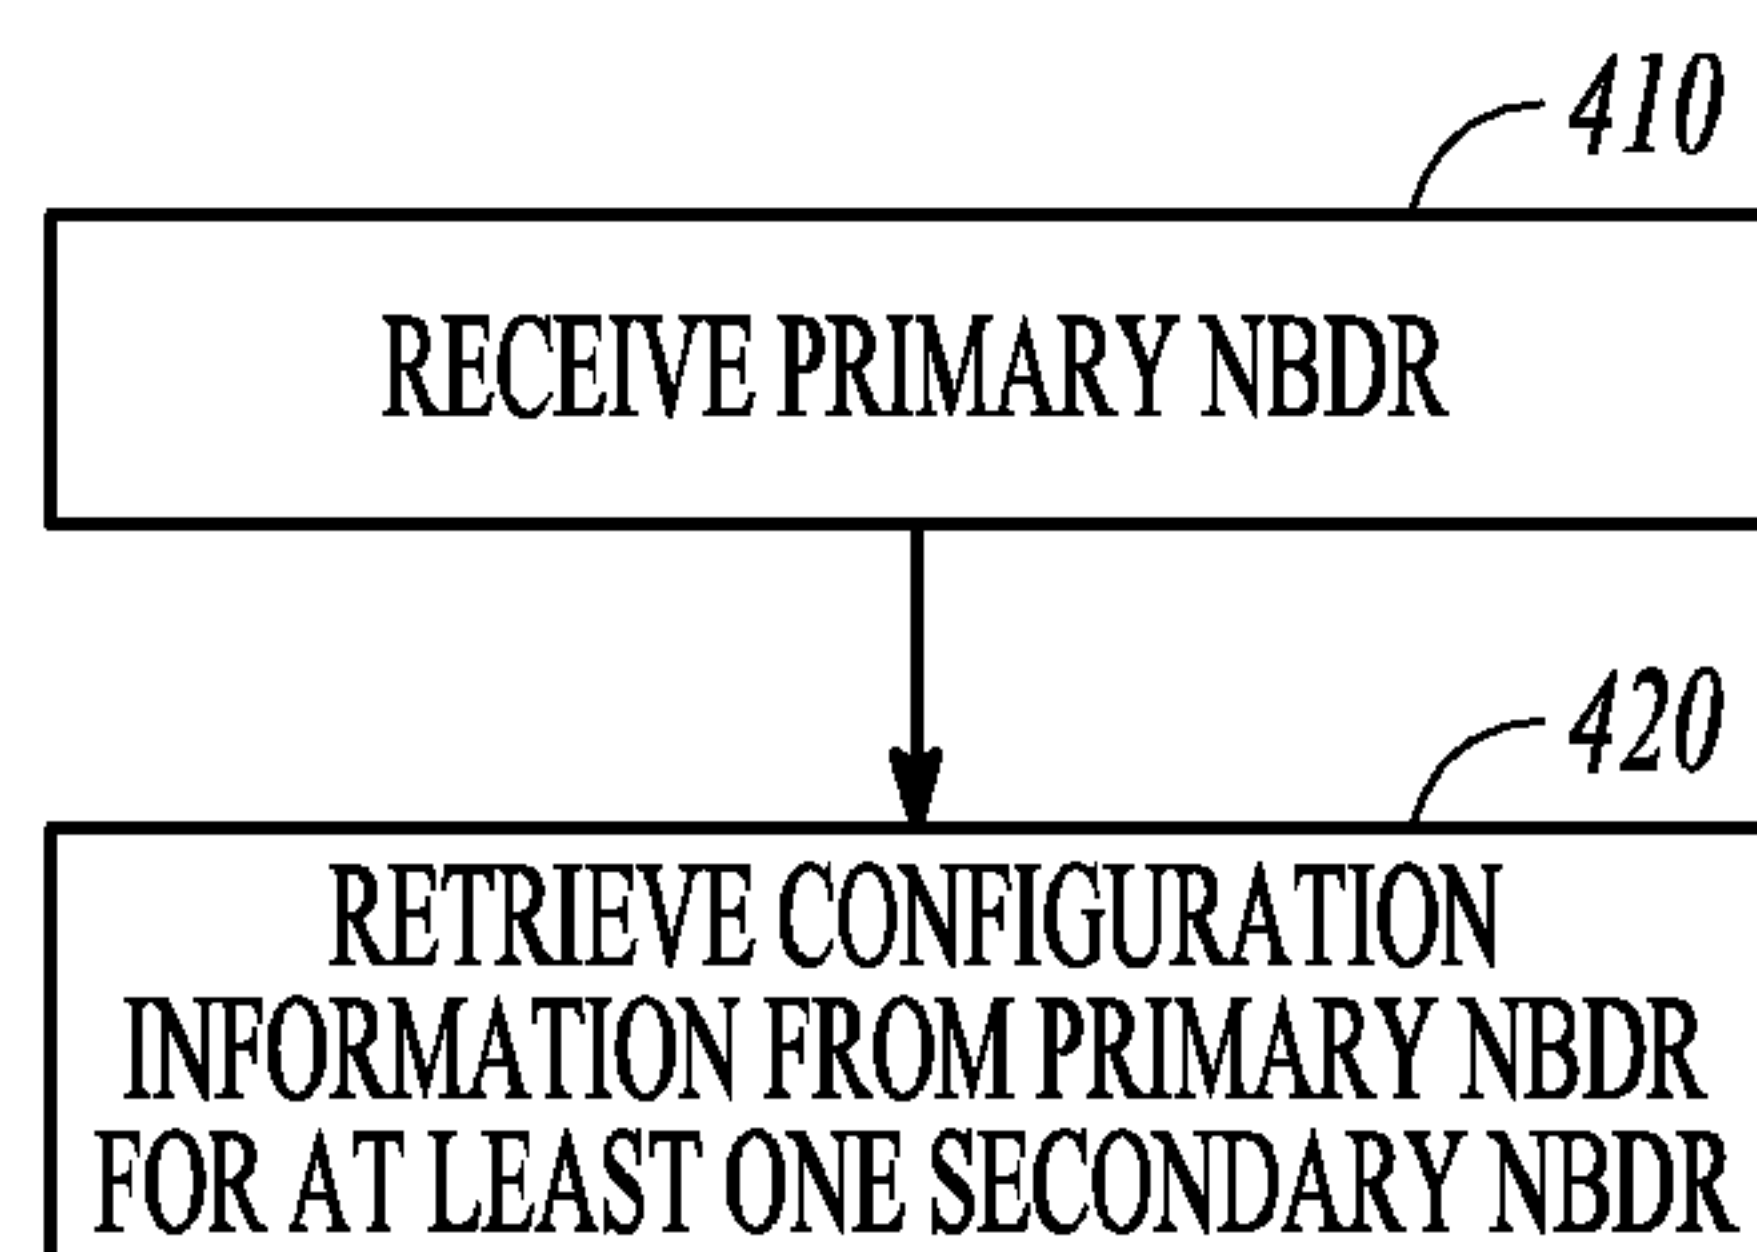 410
RECEIVE PRIMARY NBDR
420
RETRIEVE CONFIGURATION
INFORMATION FROM PRIMARY NBDR
FOR AT LEAST ONE SECONDARY NBDR